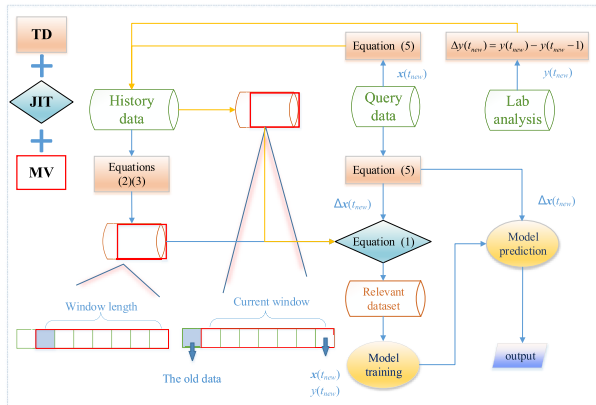 TD
JIT
MV
Equation (5)
Δy(t_new) = y(t_new) − y(t_new−1)
x(t_new)
y(t_new)
History
data
Query
data
Lab
analysis
Equations
(2)(3)
Equation (5)
Δx(t_new)
Δx(t_new)
Equation (1)
Model
prediction
Relevant
dataset
Window length
Current window
Model
training
output
The old data
x(t_new)
y(t_new)